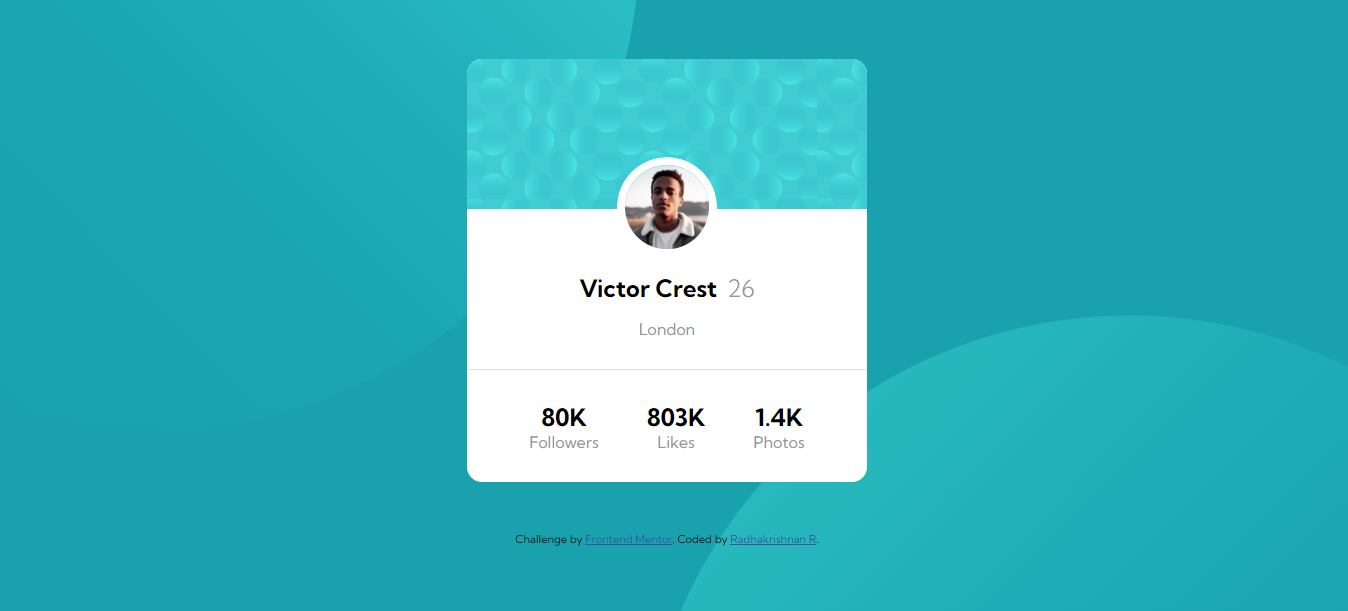 Victor Crest 26
London
80K 803K 1.4K
Followers Likes Photos
Challenge by Frontend Mentor. Coded by Radhakrishnan R.